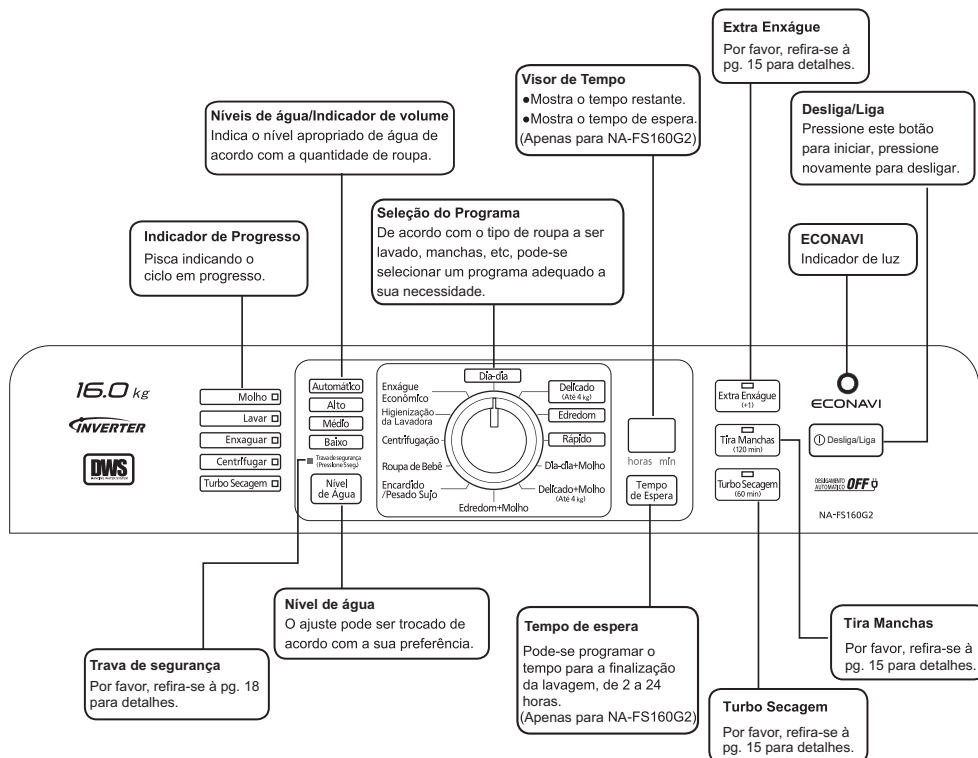 Extra Enxágue
Por favor, refira-se à
pg. 15 para detalhes.
Visor de Tempo
●Mostra o tempo restante.
●Mostra o tempo de espera.
(Apenas para NA-FS160G2)
Desliga/Liga
Pressione este botão
para iniciar, pressione
novamente para desligar.
Níveis de água/Indicador de volume
Indica o nível apropriado de água de
acordo com a quantidade de roupa.
Seleção do Programa
De acordo com o tipo de roupa a ser
lavado, manchas, etc, pode-se
selecionar um programa adequado a
sua necessidade.
Indicador de Progresso
Pisca indicando o
ciclo em progresso.
ECONAVI
Indicador de luz
16.0 kg
INVERTER
DWS
Molho
Lavar
Enxaguar
Centrifugar
Turbo Secagem
Automático
Alto
Médio
Baixo
Trava de segurança
(Pressione 5 seg.)
Nível
de Água
Dia-dia
Enxágue
Econômico
Higienização
da Lavadora
Centrifugação
Roupa de Bebê
Encardido
/Pesado Sujo
Edredom+Molho
Delicado
(Até 4 kg)
Edredom
Rápido
Dia-dia+Molho
Delicado+Molho
(Até 4 kg)
horas min
Tempo
de Espera
Extra Enxágue
(+1)
Tira Manchas
(120 min)
Turbo Secagem
(60 min)
ECONAVI
Desliga/Liga
DESLIGAMENTO
AUTOMÁTICO OFF
NA-FS160G2
Trava de segurança
Por favor, refira-se à pg. 18
para detalhes.
Nível de água
O ajuste pode ser trocado de
acordo com a sua preferência.
Tempo de espera
Pode-se programar o
tempo para a finalização
da lavagem, de 2 a 24
horas.
(Apenas para NA-FS160G2)
Tira Manchas
Por favor, refira-se à
pg. 15 para detalhes.
Turbo Secagem
Por favor, refira-se à
pg. 15 para detalhes.